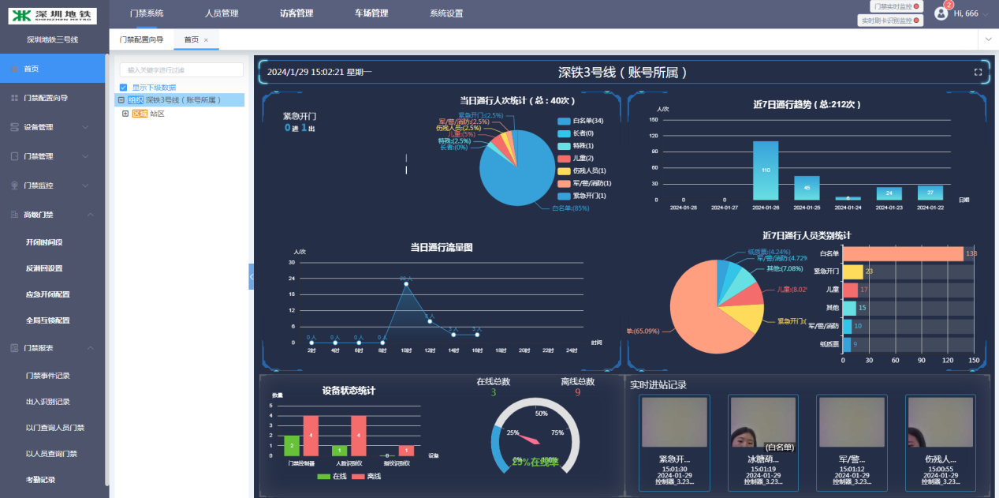 深圳地铁
SHENZHEN METRO
深圳地铁三号线
门禁系统
人员管理
访客管理
车场管理
系统设置
门禁实时监控
实时刷卡识别监控
2
Hi, 666
门禁配置向导
首页 ×
首页
门禁配置向导
设备管理
门禁管理
门禁监控
高级门禁
开闭时间段
反潜回设置
应急开闭配置
全局互锁配置
门禁报表
门禁事件记录
出入识别记录
以门查询人员门禁
以人员查询门禁
考勤记录
输入关键字进行过滤
显示下级数据
组织 深铁3号线（账号所属）
区域 站区
2024/1/29 15:02:21 星期一
深铁3号线（账号所属）
紧急开门
0 进 1 出
当日通行人次统计（总：40次）
紧急开门:(2.5%)
军/警/消防:(2.5%)
伤残人员:(2.5%)
儿童:(5%)
特殊:(2.5%)
长者:(0%)
白名单:(85%)
白名单(34)
长者(0)
特殊(1)
儿童(2)
伤残人员(1)
军/警/消防(1)
紧急开门(1)
近7日通行趋势（总:212次）
人/次
150
120
90
60
30
0
0
0
110
45
6
24
27
2024-01-28
2024-01-27
2024-01-26
2024-01-25
2024-01-24
2024-01-23
2024-01-22
日期
当日通行流量图
人/次
30
24
18
12
6
0
0 人
0 人
0 人
0 人
3 人
3 人
2时
4时
6时
8时
10时
12时
14时
16时
18时
20时
22时
24时
时间
近7日通行人员类别统计
纸质票:(4.24%)
军/警/消防:(4.729
其他:(7.08%)
儿童:(8.02
紧急开门:(
单:(65.09%)
白名单
138
紧急开门
23
儿童
17
其他
15
军/警/消防
10
纸质票
9
0
30
60
90
120
150
设备状态统计
数量
5
4
3
2
1
0
2
4
1
4
0
1
门禁控制器
人脸识别仪
指纹识别仪
设备
在线
离线
在线总数
3
离线总数
9
0%
25%
50%
75%
100%
25%在线率
实时进站记录
紧急开...
15:01:30
2024-01-29
控制器_3.23...
(白名单)
冰糖葫...
15:01:19
2024-01-29
控制器_3.23...
军/警...
15:01:12
2024-01-29
控制器_3.23...
伤残人...
15:00:55
2024-01-29
控制器_3.23...